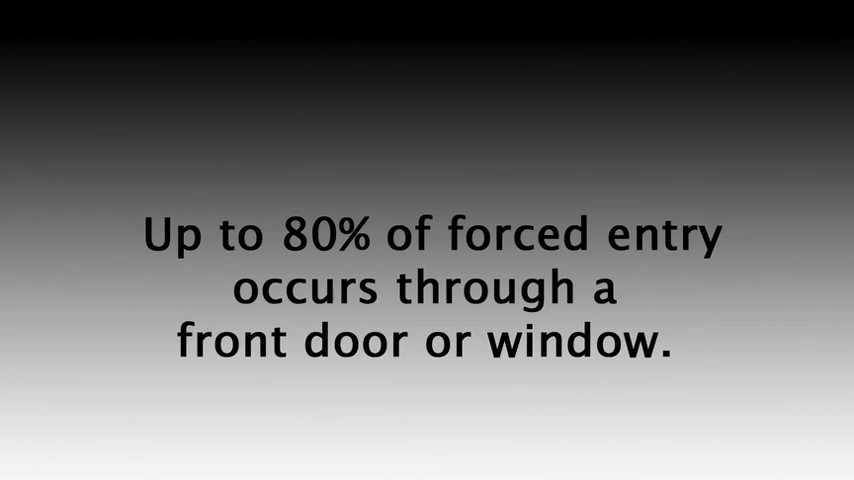 Up to 80% of forced entry
occurs through a
front door or window.